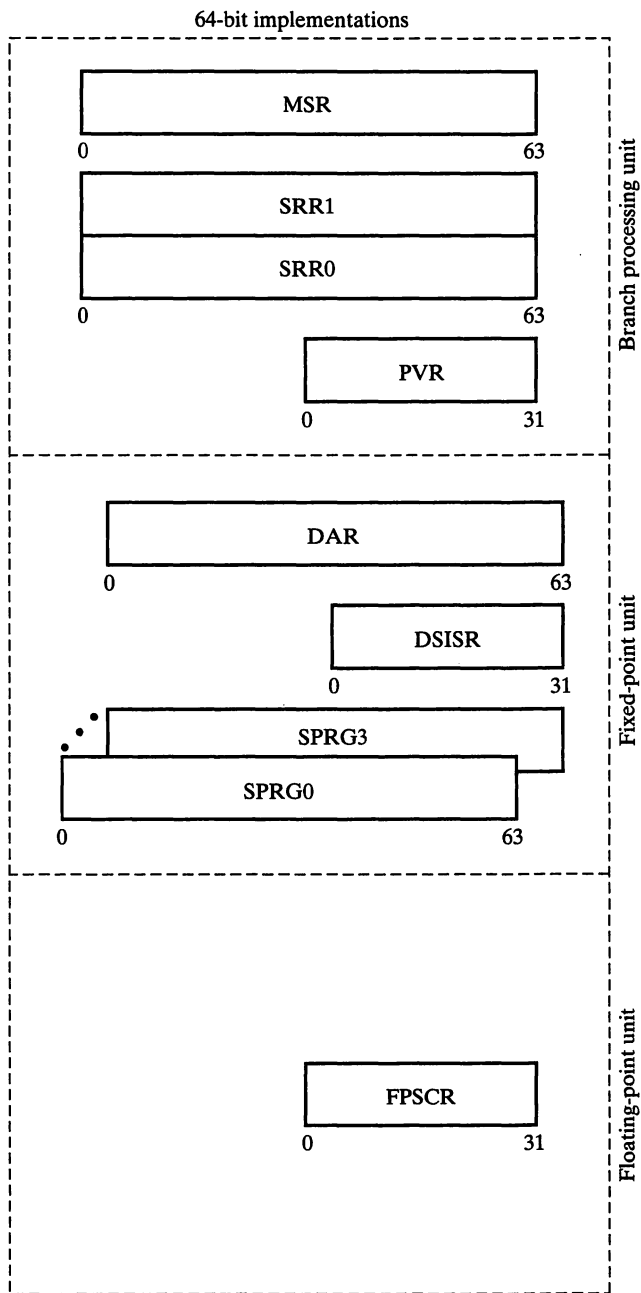 64-bit implementations
MSR
0 63
SRR1
SRR0
0 63
PVR
0 31
Branch processing unit
DAR
0 63
DSISR
0 31
SPRG3
SPRG0
0 63
Fixed-point unit
FPSCR
0 31
Floating-point unit